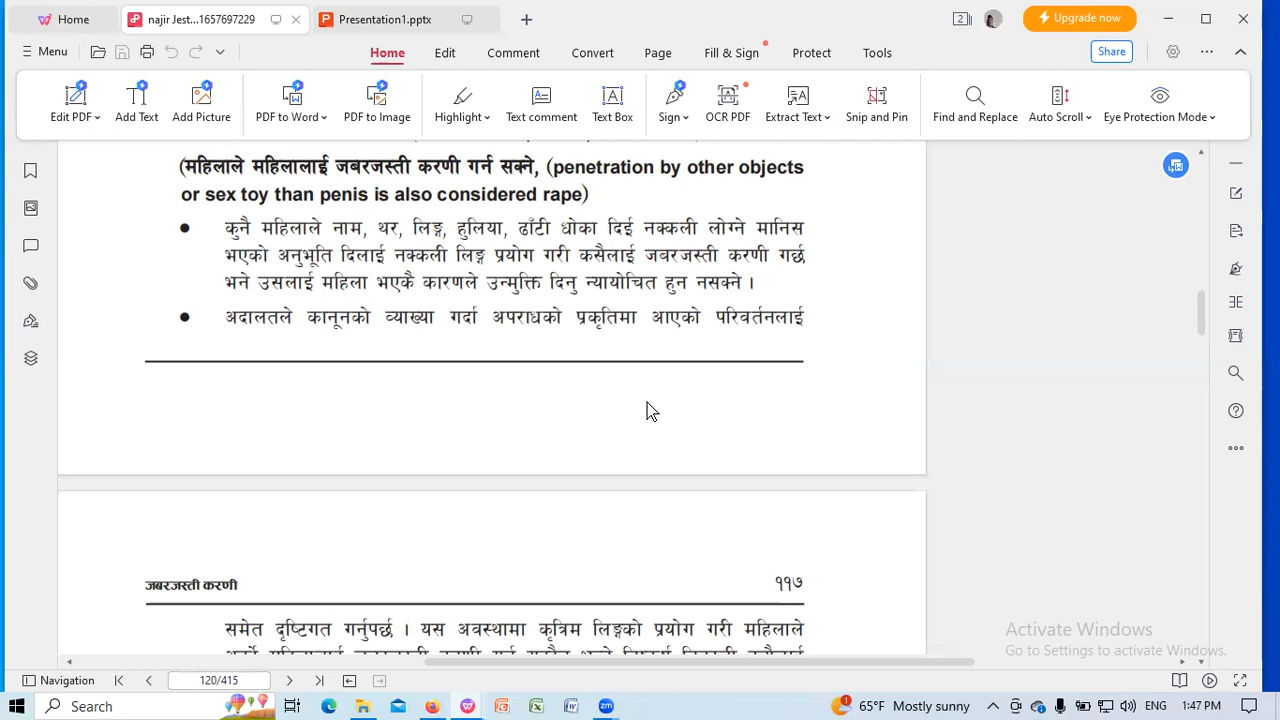 Home
najir Jest...1657697229
Presentation1.pptx
2
Upgrade now
Menu
Home
Edit
Comment
Convert
Page
Fill & Sign
Protect
Tools
Share
Edit PDF
Add Text
Add Picture
PDF to Word
PDF to Image
Highlight
Text comment
Text Box
Sign
OCR PDF
Extract Text
Snip and Pin
Find and Replace
Auto Scroll
Eye Protection Mode
(महिलाले महिलालाई जबरजस्ती करणी गर्न सक्ने, (penetration by other objects
or sex toy than penis is also considered rape)
● कुनै महिलाले नाम, थर, लिङ्ग, हुलिया, ढाँटी धोका दिई नक्कली लोग्ने मानिस
भएको अनुभूति दिलाई नक्कली लिङ्ग प्रयोग गरी कसैलाई जबरजस्ती करणी गर्छ
भने उसलाई महिला भएकै कारणले उन्मुक्ति दिनु न्यायोचित हुन नसक्ने ।
● अदालतले कानूनको व्याख्या गर्दा अपराधको प्रकृतिमा आएको परिवर्तनलाई
जबरजस्ती करणी
११७
समेत दृष्टिगत गर्नुपर्छ । यस अवस्थामा कृत्रिम लिङ्गको प्रयोग गरी महिलाले
Activate Windows
Go to Settings to activate Windows.
Navigation
120/415
Search
1
65°F Mostly sunny
ENG
1:47 PM